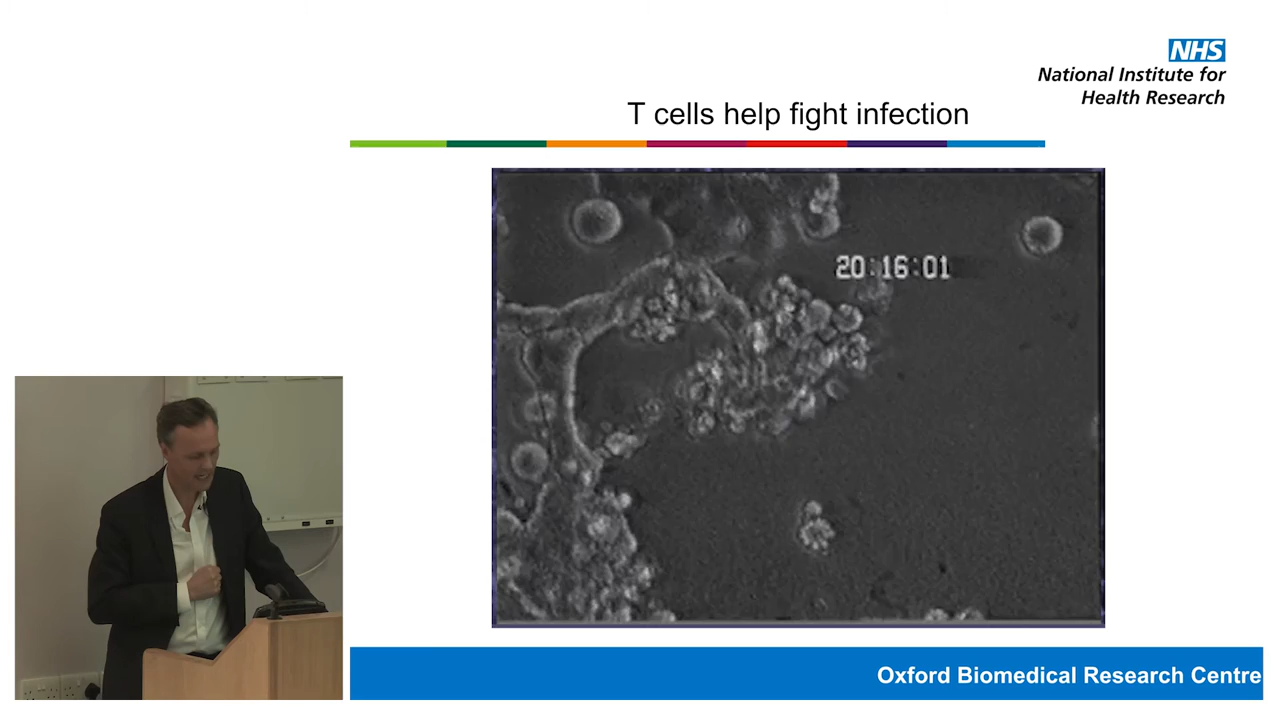 NHS
National Institute for
Health Research
T cells help fight infection
20:16:01
Oxford Biomedical Research Centre